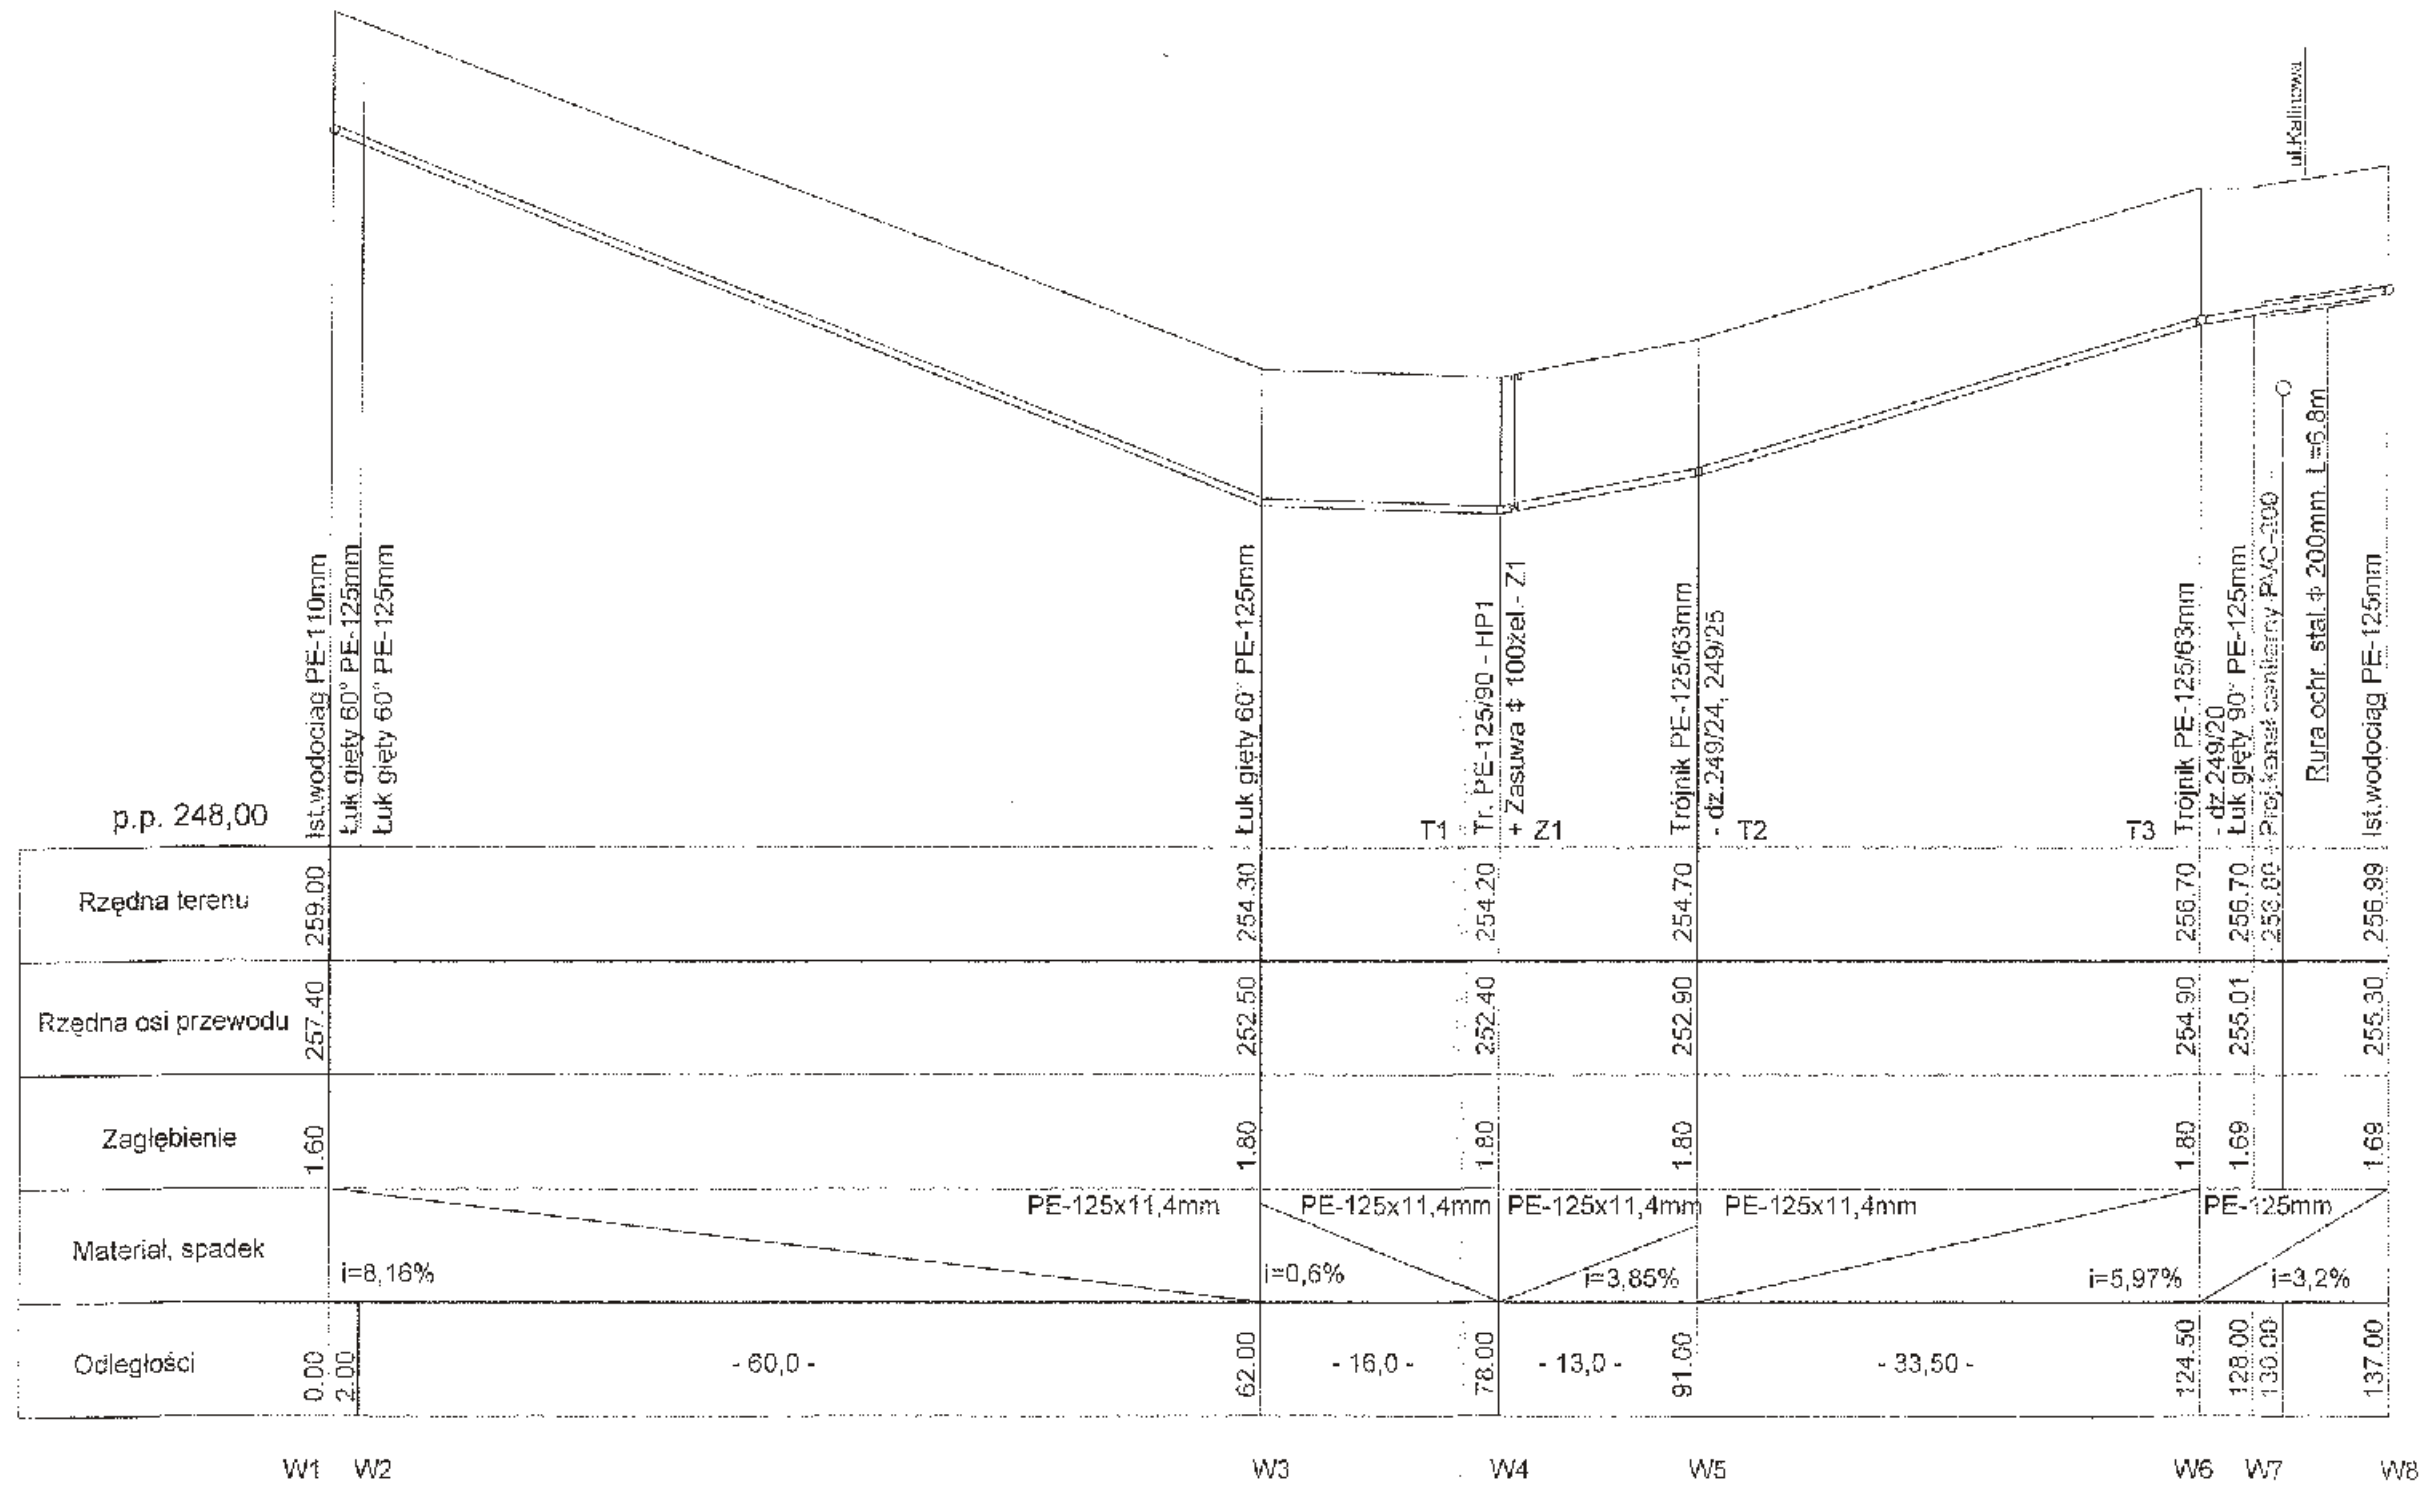 ul.Kalinowa
Ist.wodociąg PE-110mm
Łuk gięty 60° PE-125mm
Łuk gięty 60° PE-125mm
Łuk gięty 60° PE-125mm
Tr. PE-125/90 - HP1
+ Zasuwa Φ 100żel.- Z1
Trójnik PE-125/63mm
- dz.249/24, 249/25
Trójnik PE-125/63mm
- dz.249/20
Łuk gięty 90° PE-125mm
Proj.kanał sanitarny PVC-200
Rura ochr. stal.Φ 200mm. L=6.8m
Ist.wodociąg PE-125mm
p.p. 248,00
T1
Z1
T2
T3
Rzędna terenu
259.00
254.30
254.20
254.70
256.70
256.70
256.99
Rzędna osi przewodu
257.40
252.50
252.40
252.90
254.90
255.01
255.30
Zagłębienie
1.60
1.80
1.80
1.80
1.80
1.69
1.69
Materiał, spadek
PE-125x11,4mm
PE-125x11,4mm
PE-125x11,4mm
PE-125x11,4mm
PE-125mm
i=8,16%
i=0,6%
i=3,85%
i=5,97%
i=3,2%
Odległości
0.00
2.00
- 60,0 -
62.00
- 16,0 -
78.00
- 13,0 -
91.00
- 33,50 -
124.50
128.00
130.00
137.00
W1 W2 W3 W4 W5 W6 W7 W8